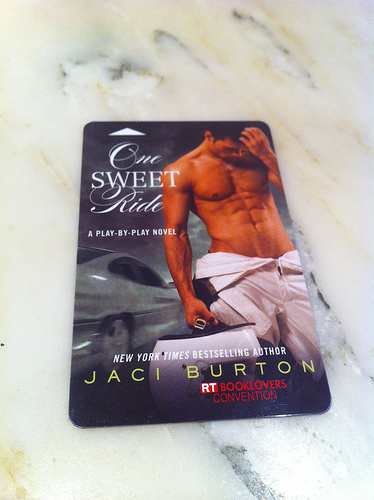 One
SWEET
Ride
A PLAY-BY-PLAY NOVEL
NEW YORK TIMES BESTSELLING AUTHOR
JACI BURTON
RT BOOKLOVERS
CONVENTION